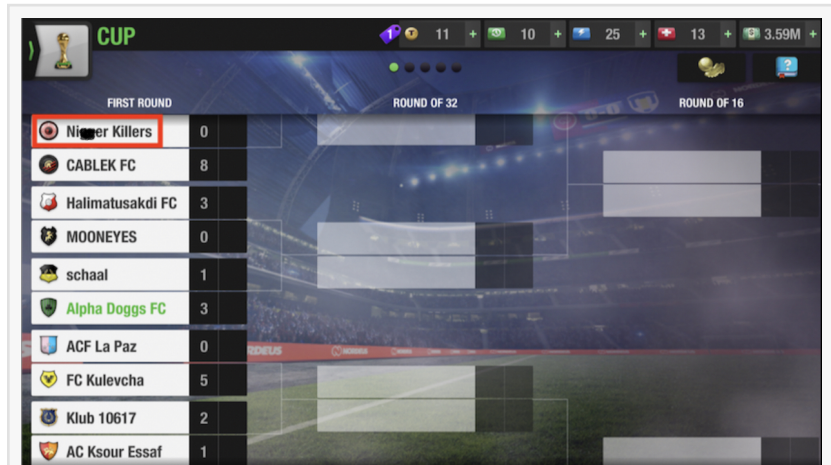 CUP
1 T 11 + 10 + 25 + 13 + 3.59M +
?
FIRST ROUND ROUND OF 32 ROUND OF 16
Ni er Killers 0
CABLEK FC 8
Halimatusakdi FC 3
MOONEYES 0
schaal 1
Alpha Doggs FC 3
ACF La Paz 0
FC Kulevcha 5
Klub 10617 2
AC Ksour Essaf 1